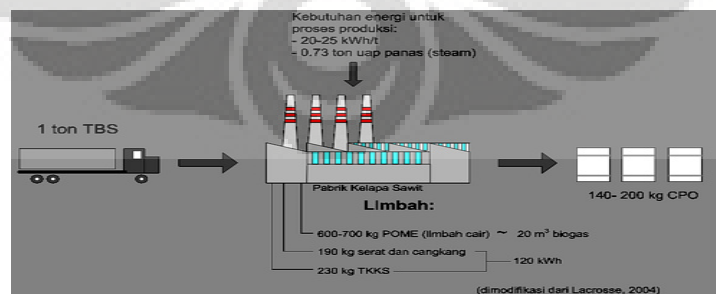 Kebutuhan energi untuk
proses produksi:
- 20-25 kWh/t
- 0.73 ton uap panas (steam)
1 ton TBS
Pabrik Kelapa Sawit
140- 200 kg CPO
Limbah:
600-700 kg POME (limbah cair) ~ 20 m³ biogas
190 kg serat dan cangkang
120 kWh
230 kg TKKS
(dimodifikasi dari Lacrosse, 2004)